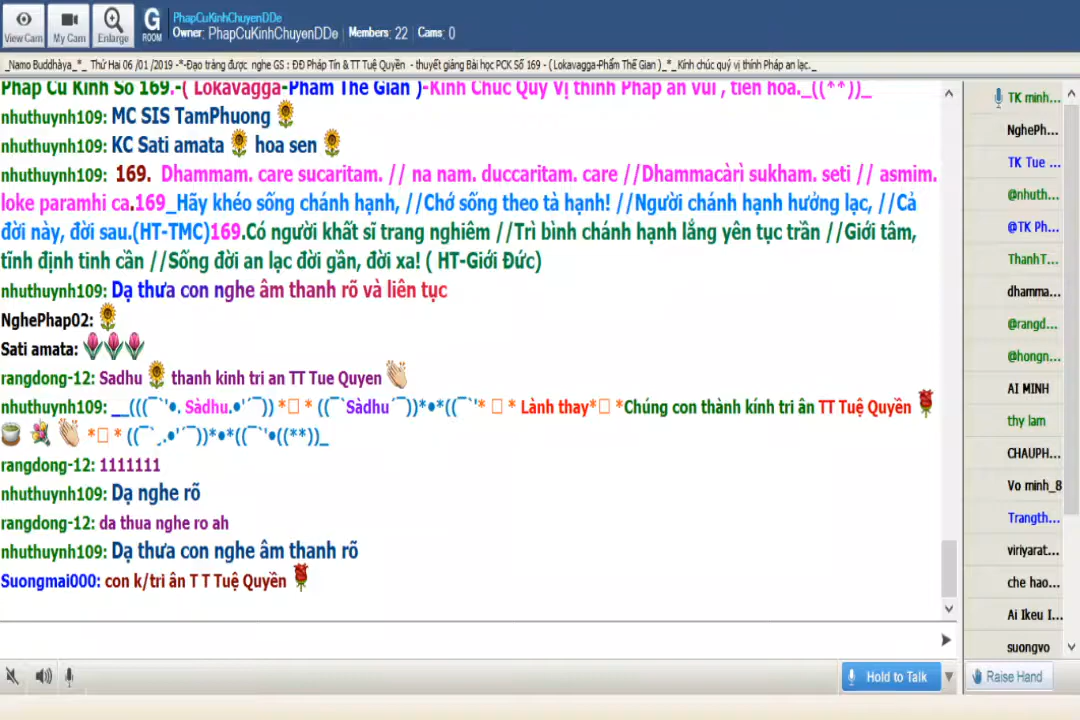 PhapCuKinhChuyenDDe
Owner: PhapCuKinhChuyenDDe Members: 22 Cams: 0
View Cam My Cam Enlarge G ROOM
_Namo Buddhàya_*_ Thứ Hai 06 /01 /2019 -*-Đạo tràng được nghe GS : ĐĐ Pháp Tín & TT Tuệ Quyền - thuyết giảng Bài học PCK Số 169 - ( Lokavagga-Phẩm Thế Gian )_*_Kính chúc quý vị thính Pháp an lạc._
Pháp Cú Kinh Số 169.-( Lokavagga-Phẩm Thế Gian )-Kính Chúc Quý Vị thính Pháp an vui , tiến hóa._((**))_
nhuthuynh109: MC SIS TamPhuong 🌻
nhuthuynh109: KC Sati amata 🌻 hoa sen 🌻
nhuthuynh109: 169. Dhammam. care sucaritam. // na nam. duccaritam. care //Dhammacàrì sukham. seti // asmim.
loke paramhi ca.169_Hãy khéo sống chánh hạnh, //Chớ sống theo tà hạnh! //Người chánh hạnh hưởng lạc, //Cả
đời này, đời sau.(HT-TMC)169.Có người khất sĩ trang nghiêm //Trì bình chánh hạnh lắng yên tục trần //Giới tâm,
tĩnh định tinh cần //Sống đời an lạc đời gần, đời xa! ( HT-Giới Đức)
nhuthuynh109: Dạ thưa con nghe âm thanh rõ và liên tục
NghePhap02: 🌻
Sati amata: 🌷🌷🌷
rangdong-12: Sadhu 🌻 thanh kinh tri an TT Tue Quyen 👏
nhuthuynh109: __(((¯`'•. Sàdhu.•'´¯)) *▯ * ((¯`Sàdhu´¯))*•*((¯`'* ▯ * Lành thay*▯ *Chúng con thành kính tri ân TT Tuệ Quyền 🌹
🍵 💐 👏 *▯ * ((¯`¸.•'´¯))*•*((¯`'•((**))_
rangdong-12: 1111111
nhuthuynh109: Dạ nghe rõ
rangdong-12: da thua nghe ro ah
nhuthuynh109: Dạ thưa con nghe âm thanh rõ
Suongmai000: con k/tri ân T T Tuệ Quyền 🌹
Hold to Talk
TK minh...
NghePh...
TK Tue ...
@nhuth...
@TK Ph...
ThanhT...
dhamma...
@rangd...
@hongn...
AI MINH
thy lam
CHAUPH...
Vo minh_8
Trangth...
viriyarat...
che hao...
Ai Ikeu I...
suongvo
Raise Hand